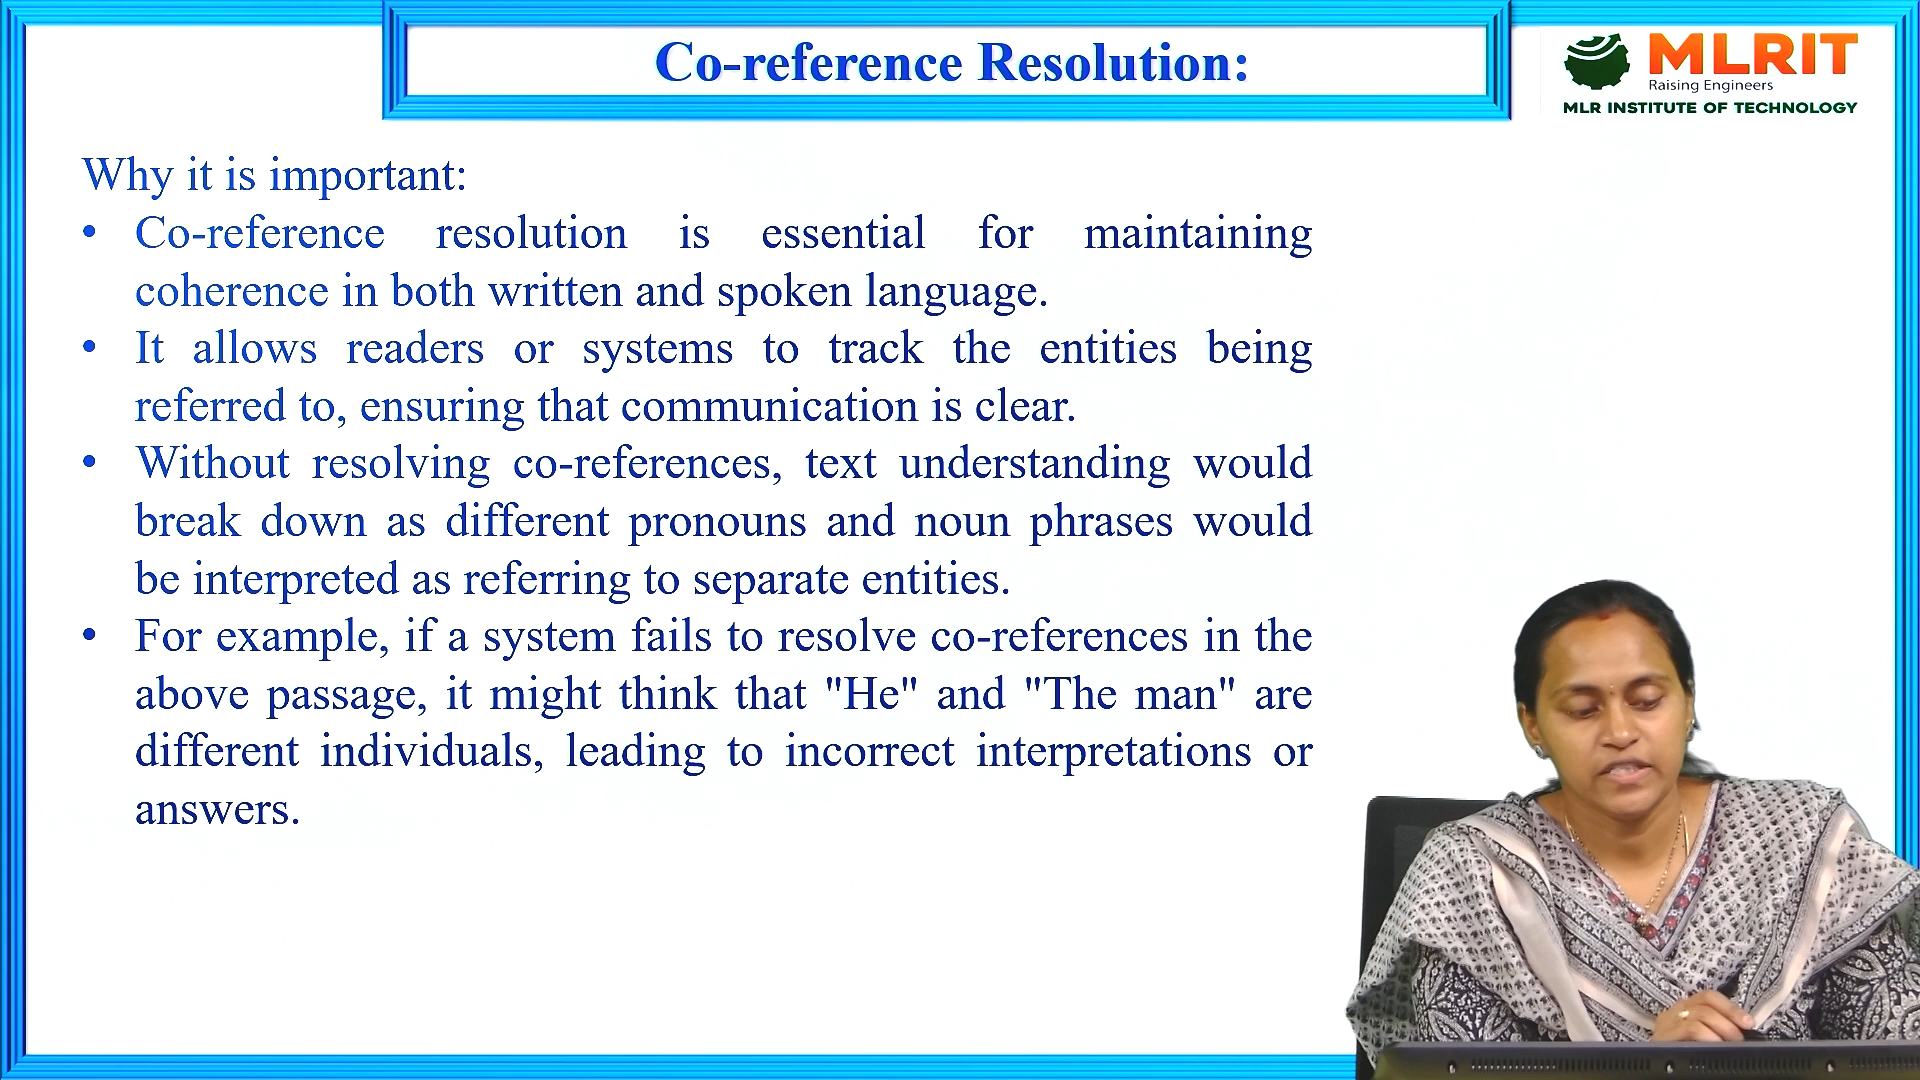 Co-reference Resolution:
MLRIT
Raising Engineers
MLR INSTITUTE OF TECHNOLOGY
Why it is important:
• Co-reference resolution is essential for maintaining
coherence in both written and spoken language.
• It allows readers or systems to track the entities being
referred to, ensuring that communication is clear.
• Without resolving co-references, text understanding would
break down as different pronouns and noun phrases would
be interpreted as referring to separate entities.
• For example, if a system fails to resolve co-references in the
above passage, it might think that "He" and "The man" are
different individuals, leading to incorrect interpretations or
answers.